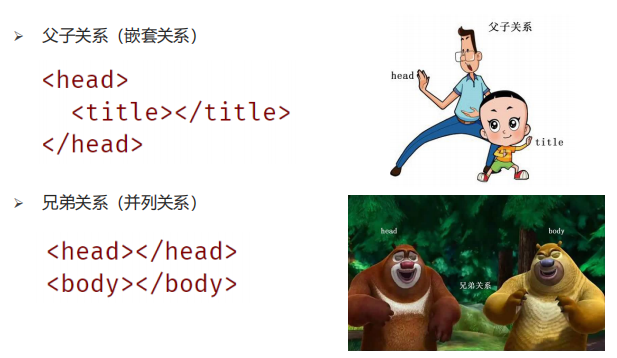 父子关系（嵌套关系）
<head>
  <title></title>
</head>
父子关系
head
title
兄弟关系（并列关系）
<head></head>
<body></body>
head
body
兄弟关系